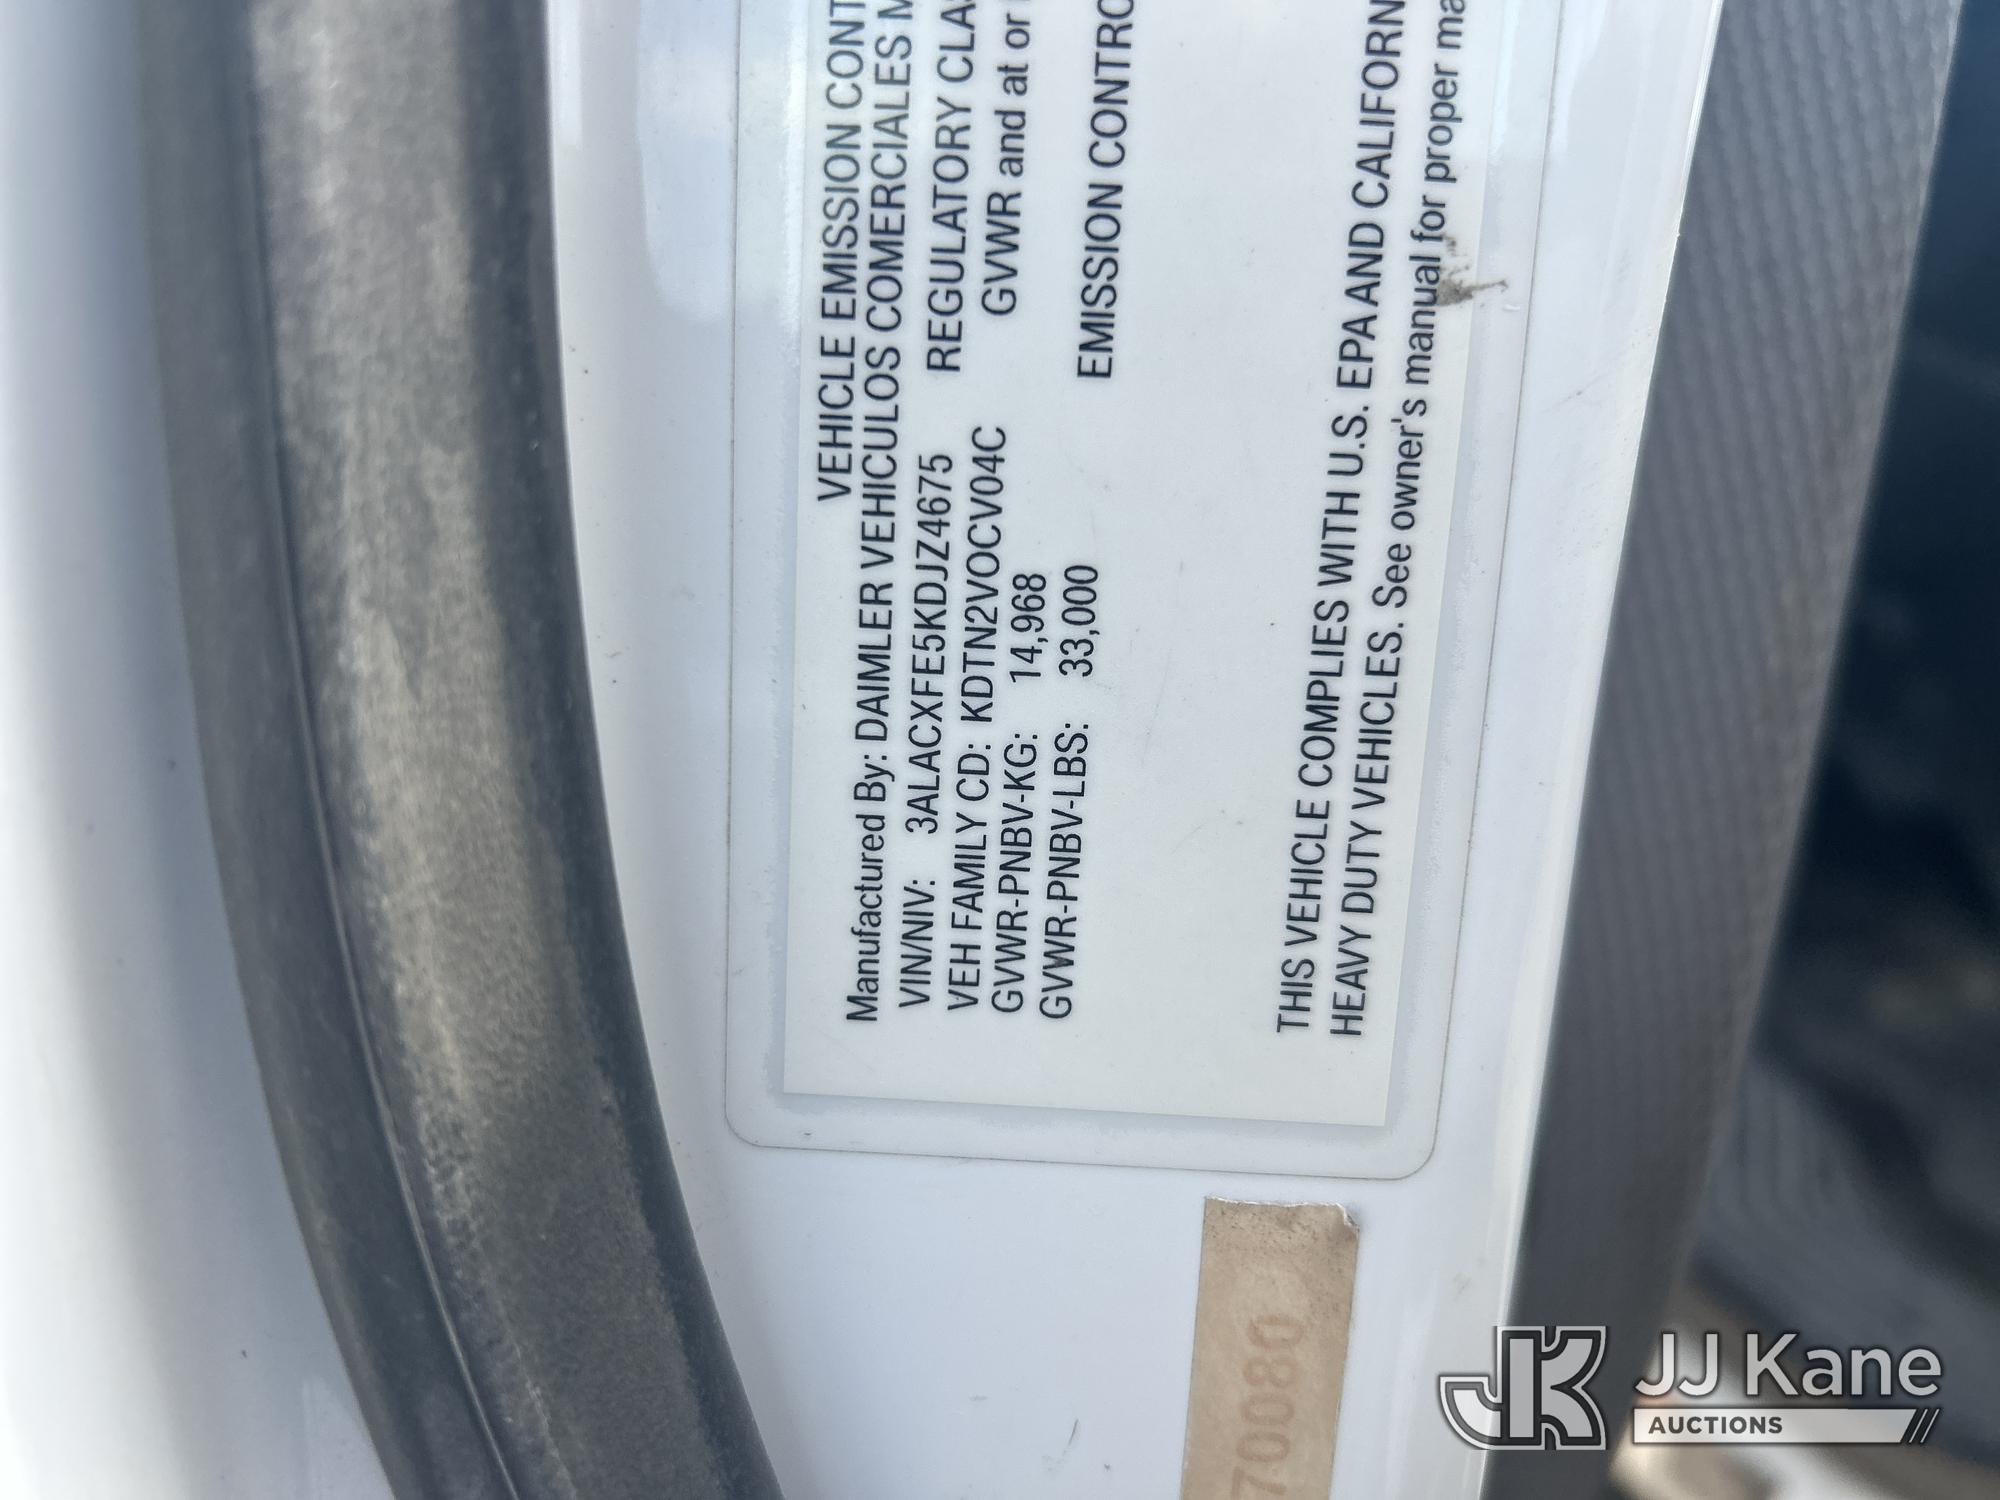 VEHICLE EMISSION CONT
Manufactured By: DAIMLER VEHICULOS COMERCIALES M
VIN/NIV: 3ALACXFE5KDJZ4675 REGULATORY CLA
VEH FAMILY CD: KDTN2VOCV04C GVWR and at or
GVWR-PNBV-KG: 14,968
GVWR-PNBV-LBS: 33,000 EMISSION CONTRO
THIS VEHICLE COMPLIES WITH U.S. EPA AND CALIFORN
HEAVY DUTY VEHICLES. See owner's manual for proper ma
700080
JK JJ Kane
AUCTIONS